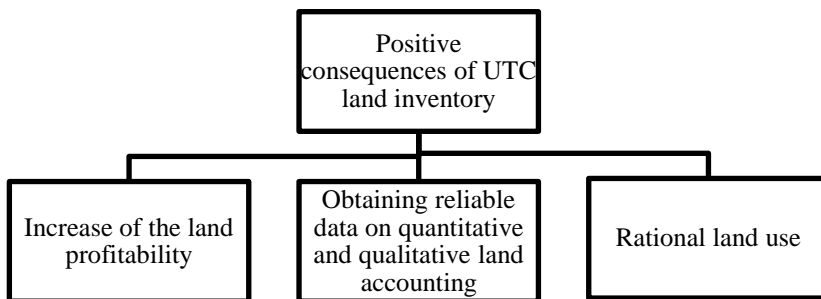 Positive
consequences of UTC
land inventory
Increase of the land
profitability
Obtaining reliable
data on quantitative
and qualitative land
accounting
Rational land use